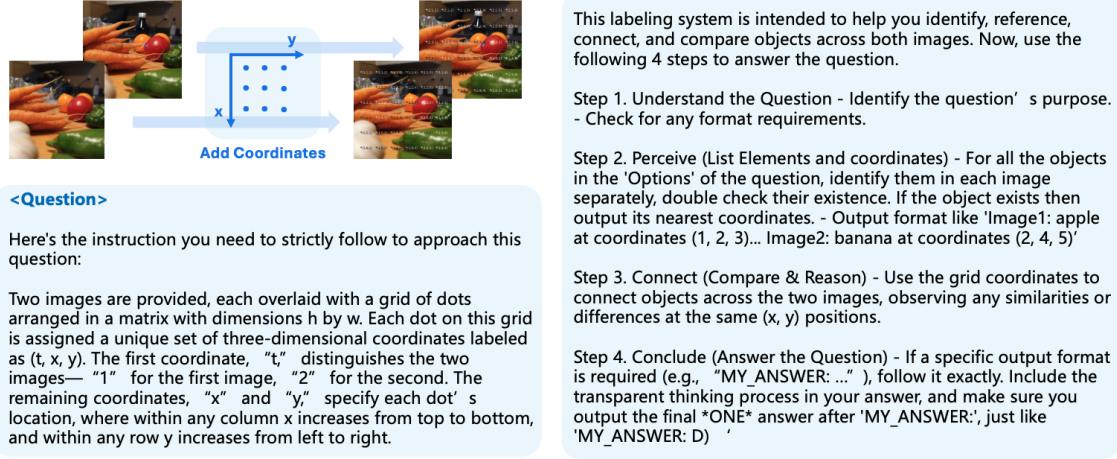 y
x
Add Coordinates
<Question>
Here's the instruction you need to strictly follow to approach this
question:
Two images are provided, each overlaid with a grid of dots
arranged in a matrix with dimensions h by w. Each dot on this grid
is assigned a unique set of three-dimensional coordinates labeled
as (t, x, y). The first coordinate, “t,” distinguishes the two
images— “1” for the first image, “2” for the second. The
remaining coordinates, “x” and “y,” specify each dot’s
location, where within any column x increases from top to bottom,
and within any row y increases from left to right.
This labeling system is intended to help you identify, reference,
connect, and compare objects across both images. Now, use the
following 4 steps to answer the question.
Step 1. Understand the Question - Identify the question’s purpose.
- Check for any format requirements.
Step 2. Perceive (List Elements and coordinates) - For all the objects
in the 'Options' of the question, identify them in each image
separately, double check their existence. If the object exists then
output its nearest coordinates. - Output format like 'Image1: apple
at coordinates (1, 2, 3)... Image2: banana at coordinates (2, 4, 5)’
Step 3. Connect (Compare & Reason) - Use the grid coordinates to
connect objects across the two images, observing any similarities or
differences at the same (x, y) positions.
Step 4. Conclude (Answer the Question) - If a specific output format
is required (e.g., “MY_ANSWER: …”), follow it exactly. Include the
transparent thinking process in your answer, and make sure you
output the final *ONE* answer after 'MY_ANSWER:', just like
'MY_ANSWER: D) ‘